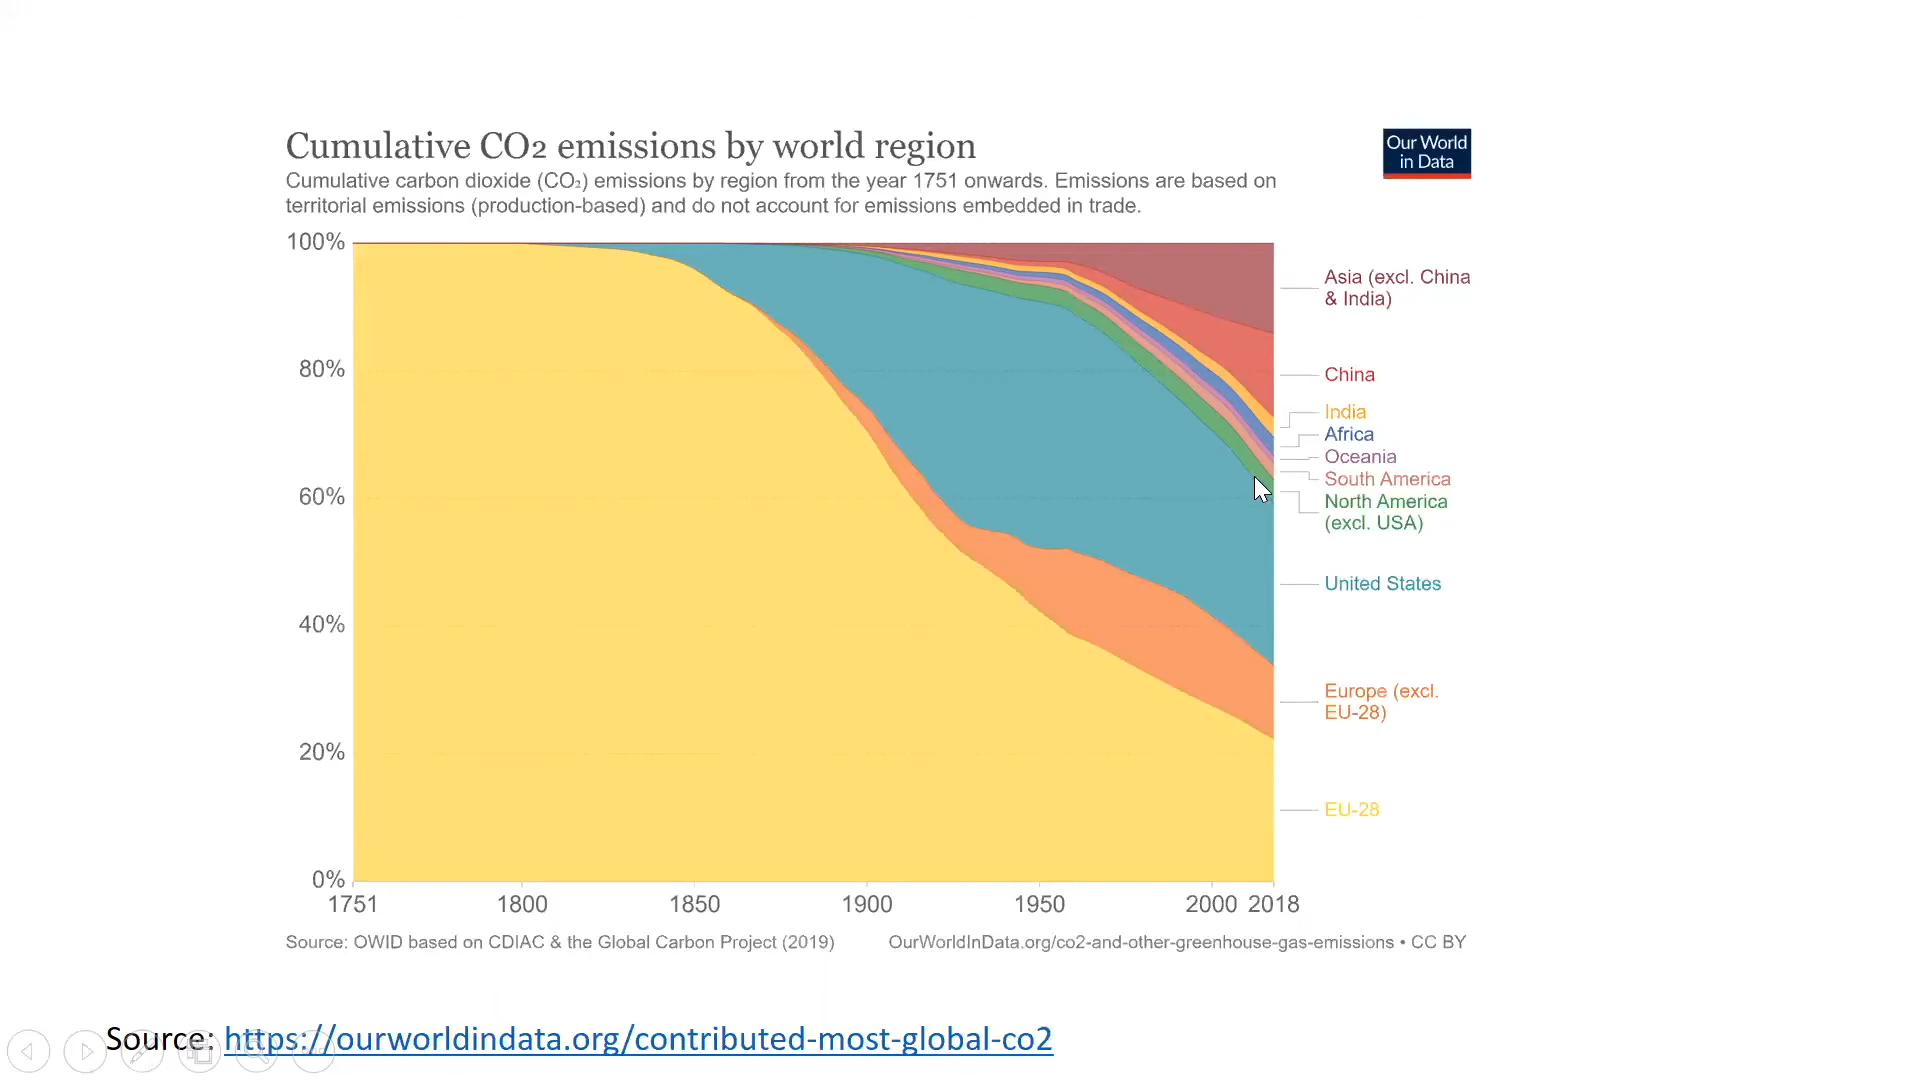 Cumulative CO2 emissions by world region
Our World
in Data
Cumulative carbon dioxide (CO₂) emissions by region from the year 1751 onwards. Emissions are based on
territorial emissions (production-based) and do not account for emissions embedded in trade.
100%
80%
60%
40%
20%
0%
1751
1800
1850
1900
1950
2000
2018
Asia (excl. China
& India)
China
India
Africa
Oceania
South America
North America
(excl. USA)
United States
Europe (excl.
EU-28)
EU-28
Source: OWID based on CDIAC & the Global Carbon Project (2019)
OurWorldInData.org/co2-and-other-greenhouse-gas-emissions • CC BY
Source: https://ourworldindata.org/contributed-most-global-co2